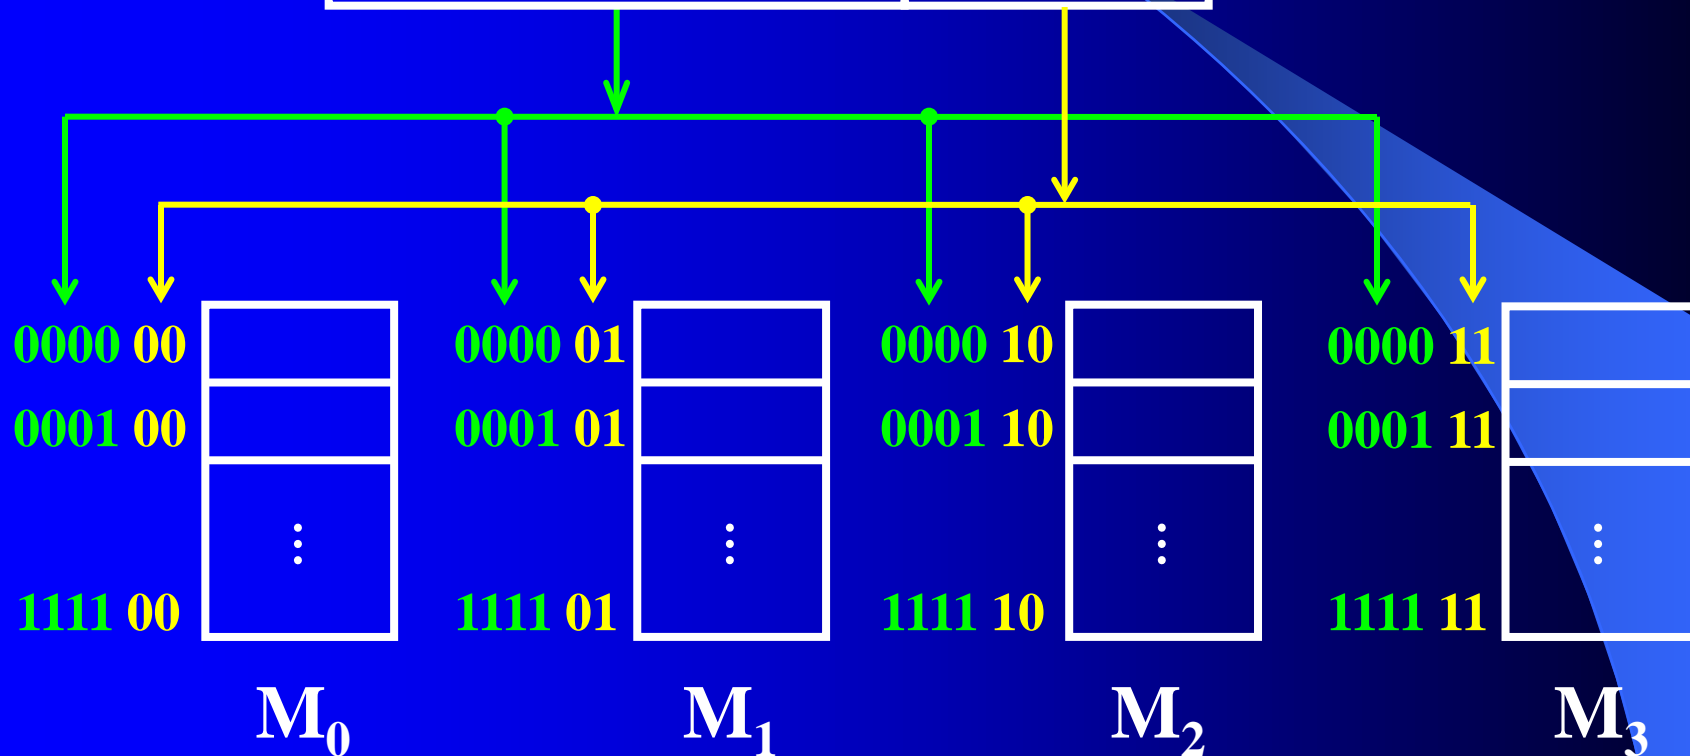 0000 00 0000 01 0000 10 0000 11
0001 00 0001 01 0001 10 0001 11
⋮ ⋮ ⋮ ⋮
1111 00 1111 01 1111 10 1111 11
M₀ M₁ M₂ M₃